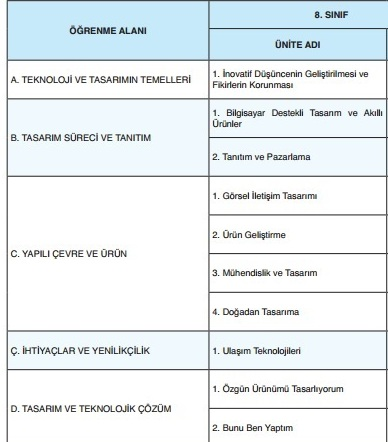 ÖĞRENME ALANI
8. SINIF
ÜNİTE ADI
A. TEKNOLOJİ VE TASARIMIN TEMELLERİ
1. İnovatif Düşüncenin Geliştirilmesi ve
Fikirlerin Korunması
B. TASARIM SÜRECİ VE TANITIM
1. Bilgisayar Destekli Tasarım ve Akıllı
Ürünler
2. Tanıtım ve Pazarlama
C. YAPILI ÇEVRE VE ÜRÜN
1. Görsel İletişim Tasarımı
2. Ürün Geliştirme
3. Mühendislik ve Tasarım
4. Doğadan Tasarıma
Ç. İHTİYAÇLAR VE YENİLİKÇİLİK
1. Ulaşım Teknolojileri
D. TASARIM VE TEKNOLOJİK ÇÖZÜM
1. Özgün Ürünümü Tasarlıyorum
2. Bunu Ben Yaptım